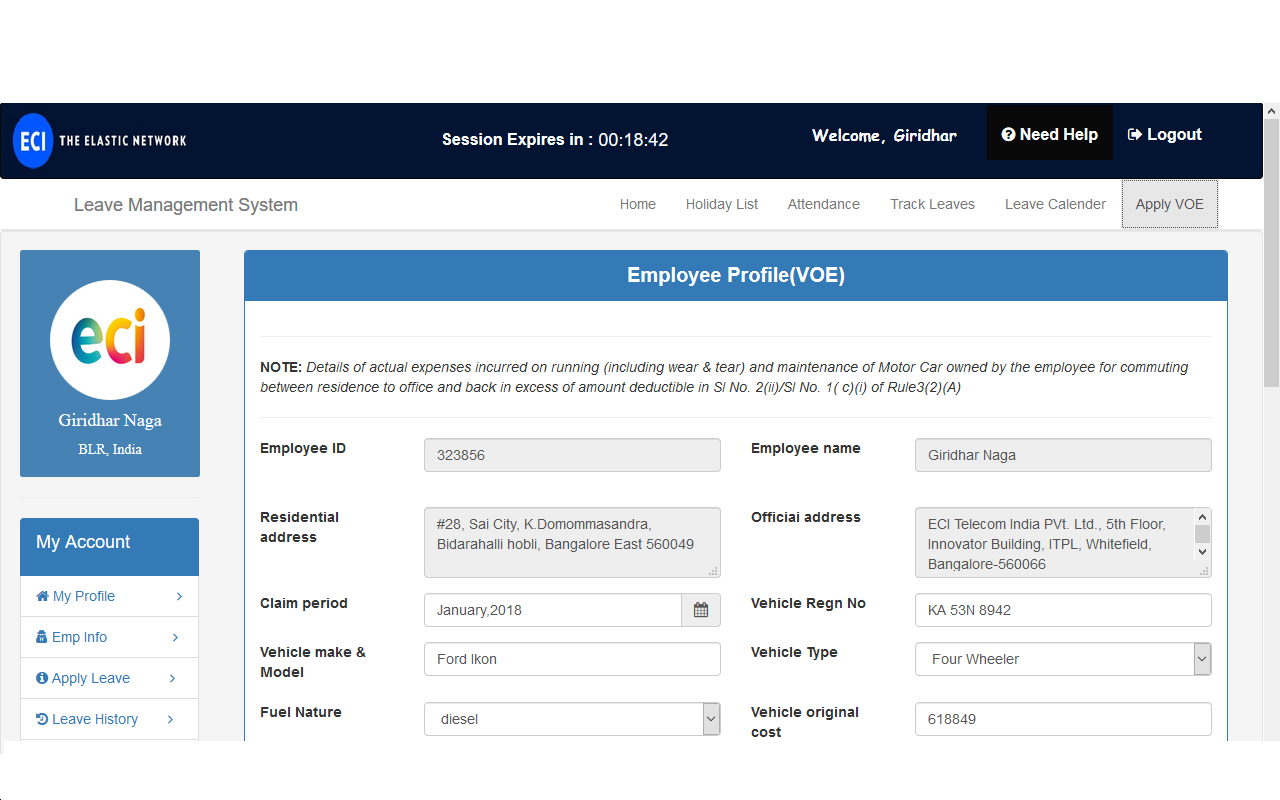 ECI THE ELASTIC NETWORK
Session Expires in : 00:18:42
Welcome, Giridhar
Need Help
Logout
Leave Management System
Home
Holiday List
Attendance
Track Leaves
Leave Calender
Apply VOE
eci
Giridhar Naga
BLR, India
My Account
My Profile
Emp Info
Apply Leave
Leave History
Employee Profile(VOE)
NOTE: Details of actual expenses incurred on running (including wear & tear) and maintenance of Motor Car owned by the employee for commuting
between residence to office and back in excess of amount deductible in SI No. 2(ii)/SI No. 1( c)(i) of Rule3(2)(A)
Employee ID
323856
Employee name
Giridhar Naga
Residential
address
#28, Sai City, K.Domommasandra,
Bidarahalli hobli, Bangalore East 560049
Officiai address
ECI Telecom India PVt. Ltd., 5th Floor,
Innovator Building, ITPL, Whitefield,
Bangalore-560066
Claim period
January,2018
Vehicle Regn No
KA 53N 8942
Vehicle make &
Model
Ford Ikon
Vehicle Type
Four Wheeler
Fuel Nature
diesel
Vehicle original
cost
618849